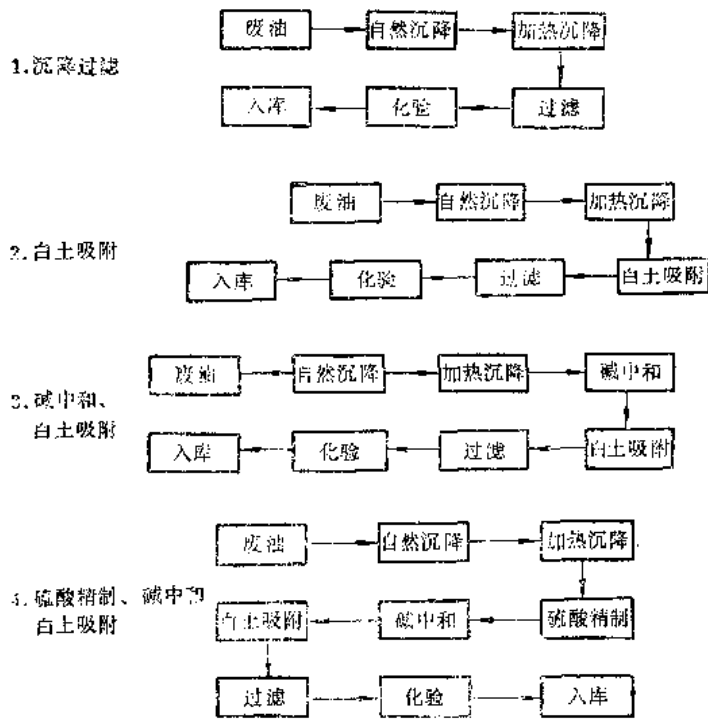 废油 自然沉降 加热沉降
1.沉降过滤
入库 化验 过滤
废油 自然沉降 加热沉降
2.白土吸附
入库 化验 过滤 白土吸附
废油 自然沉降 加热沉降 碱中和
3.碱中和、
白土吸附
入库 化验 过滤 白土吸附
废油 自然沉降 加热沉降
4.硫酸精制、碱中和
白土吸附
白土吸附 碱中和 硫酸精制
过滤 化验 入库